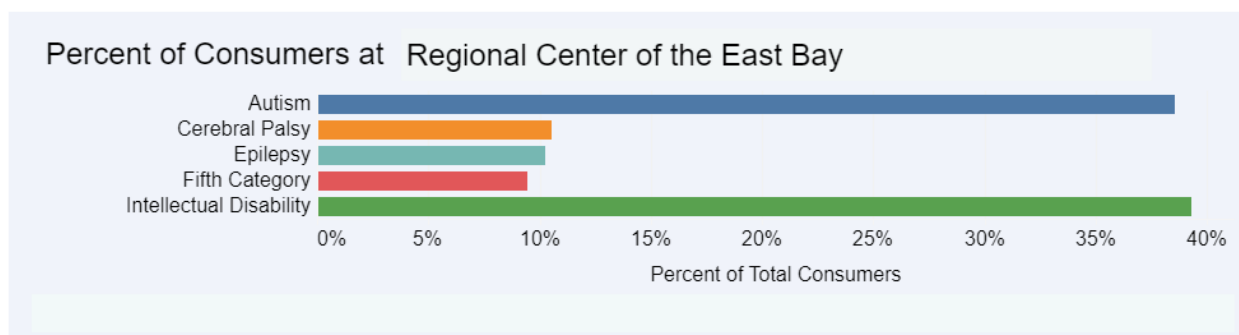 Percent of Consumers at Regional Center of the East Bay
Autism
Cerebral Palsy
Epilepsy
Fifth Category
Intellectual Disability
0% 5% 10% 15% 20% 25% 30% 35% 40%
Percent of Total Consumers